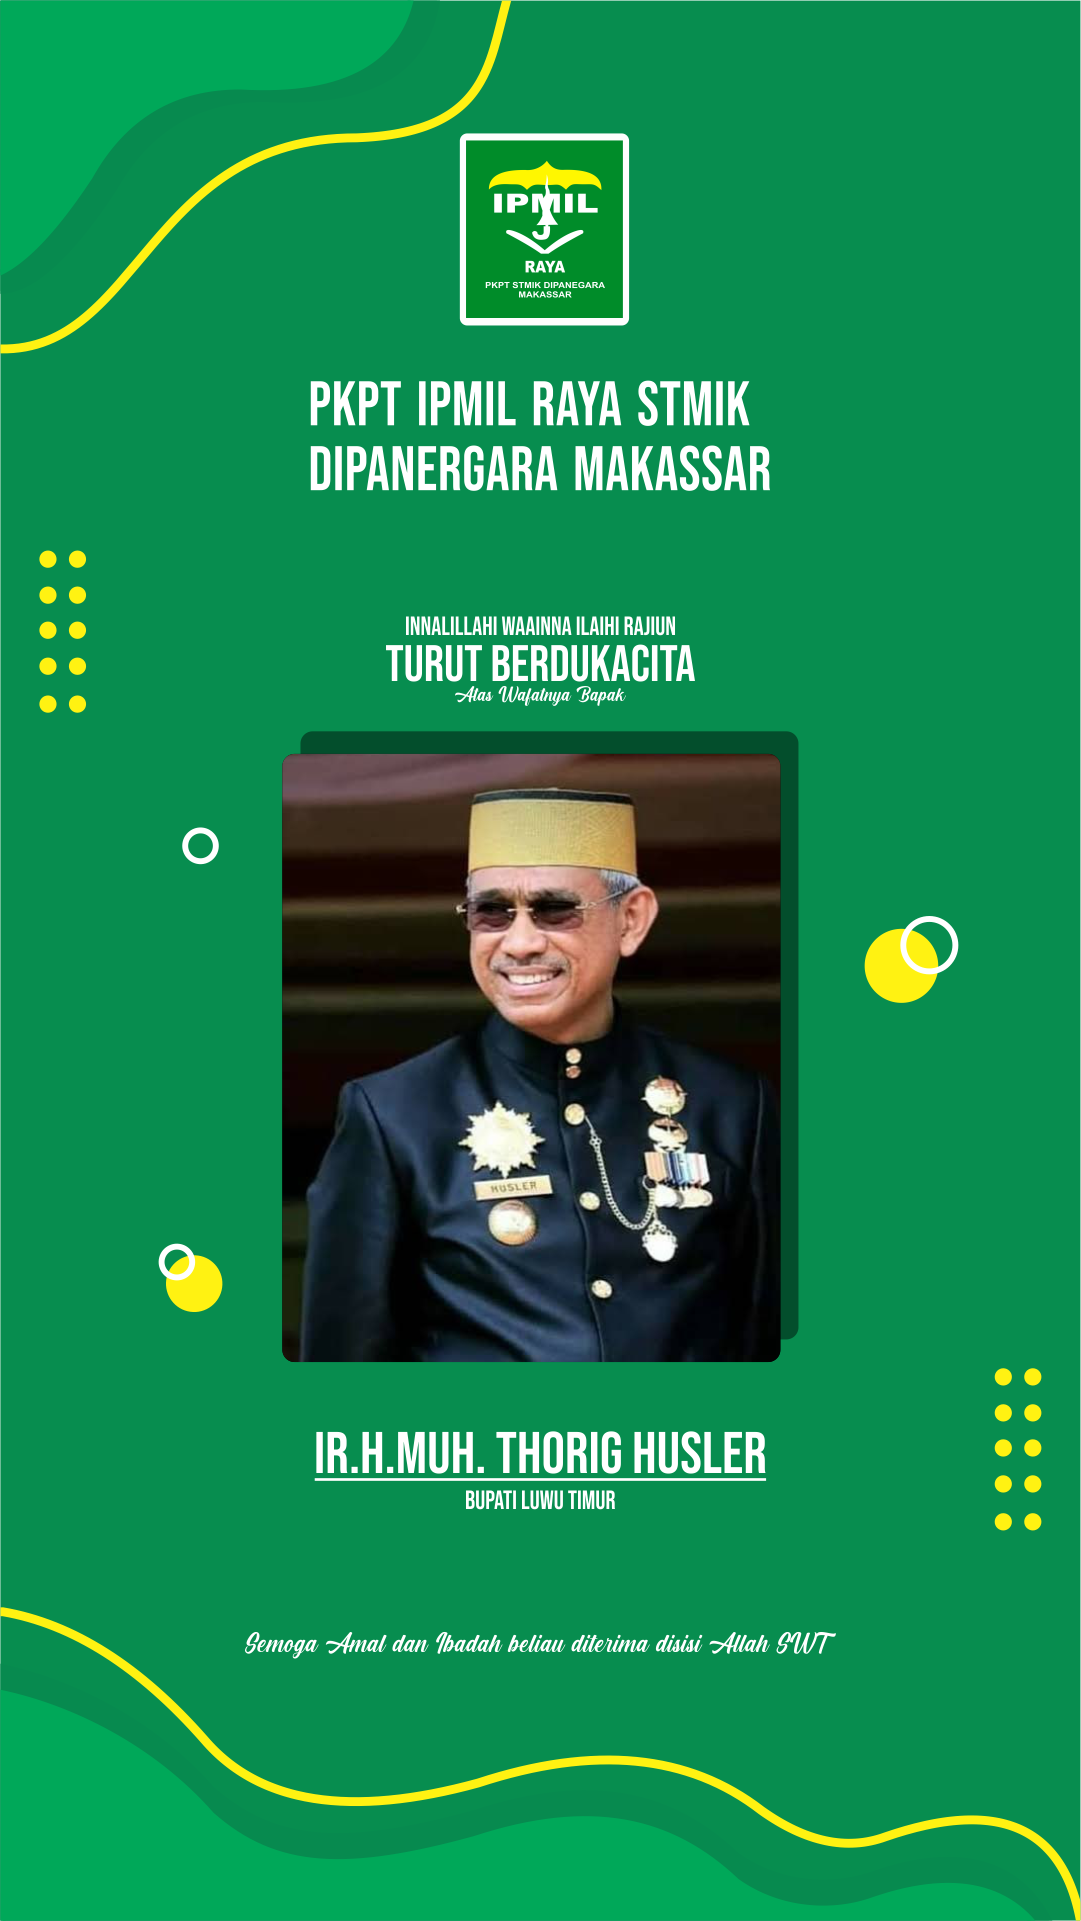 IPMIL
RAYA
PKPT STMIK DIPANEGARA
MAKASSAR
PKPT IPMIL RAYA STMIK
DIPANERGARA MAKASSAR
INNALILLAHI WAAINNA ILAIHI RAJIUN
TURUT BERDUKACITA
Atas Wafatnya Bapak
HUSLER
IR.H.MUH. THORIG HUSLER
BUPATI LUWU TIMUR
Semoga Amal dan Ibadah beliau diterima disisi Allah SWT